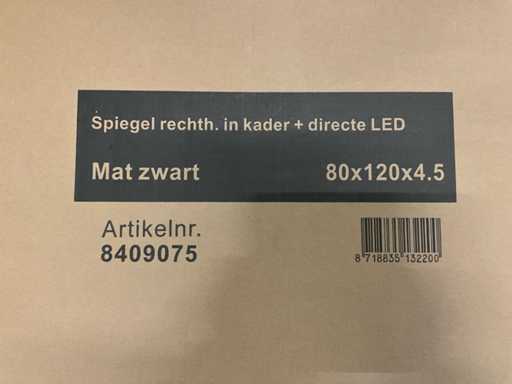 Spiegel rechth. in kader + directe LED
Mat zwart 80x120x4.5
Artikelnr.
8409075
8 718835 132200